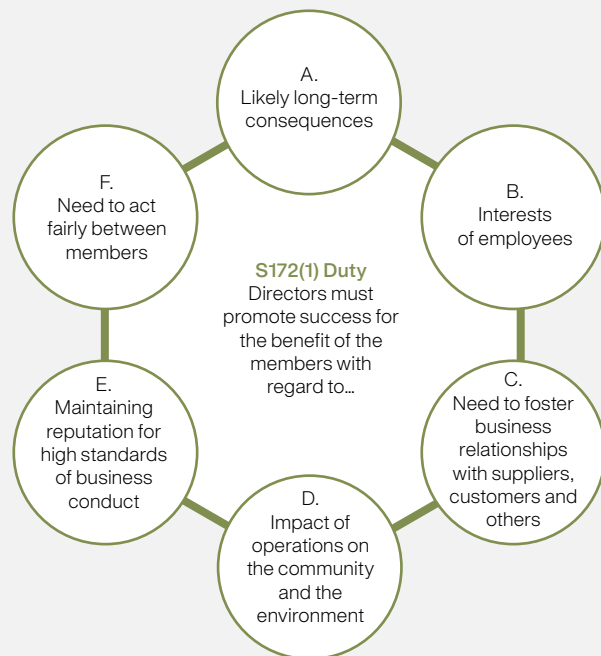 A.
Likely long-term
consequences
B.
Interests
of employees
C.
Need to foster
business
relationships
with suppliers,
customers and
others
D.
Impact of
operations on
the community
and the
environment
E.
Maintaining
reputation for
high standards
of business
conduct
F.
Need to act
fairly between
members
S172(1) Duty
Directors must
promote success for
the benefit of the
members with
regard to...